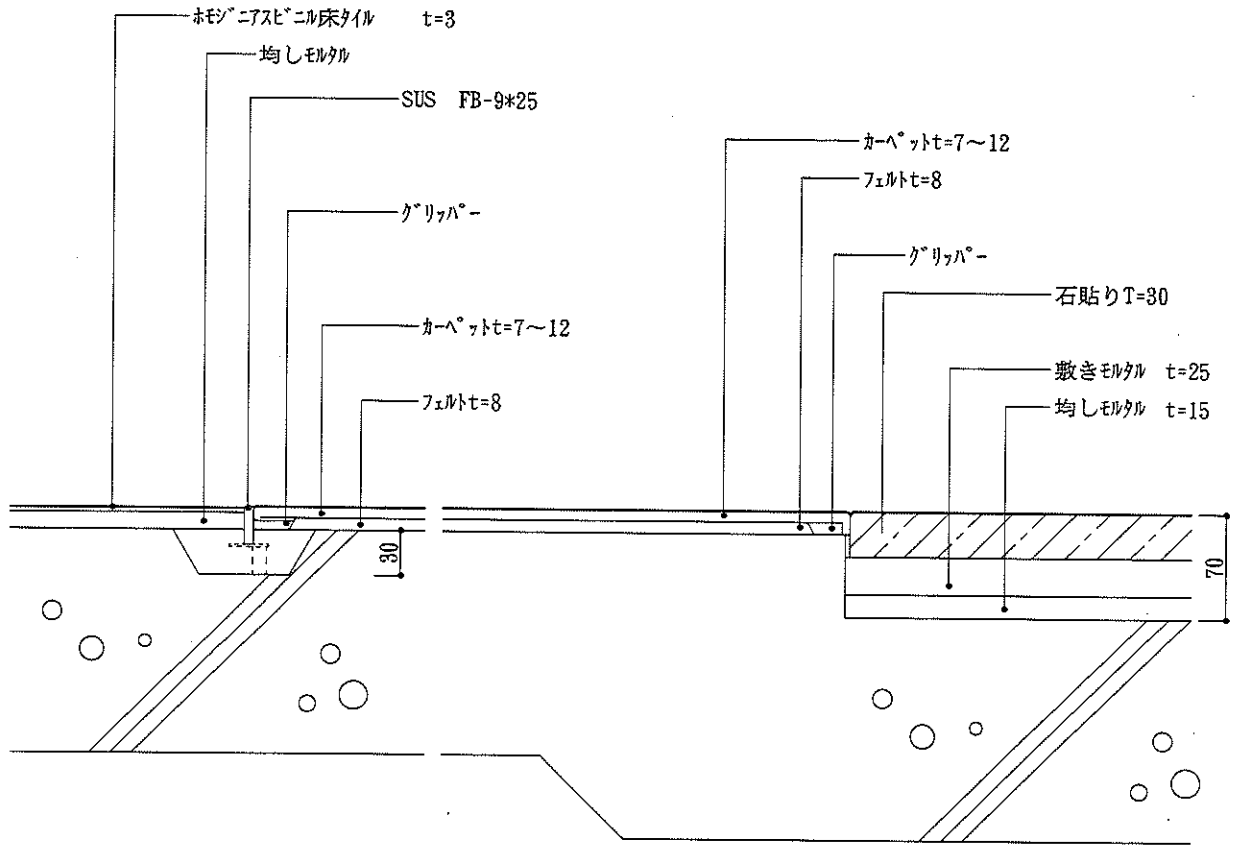 ホモジニアスビニル床タイル t=3
均しモルタル
SUS FB-9*25
グリッパー
カーペットt=7〜12
フェルトt=8
カーペットt=7〜12
フェルトt=8
グリッパー
石貼りT=30
敷きモルタル t=25
均しモルタル t=15
30
70